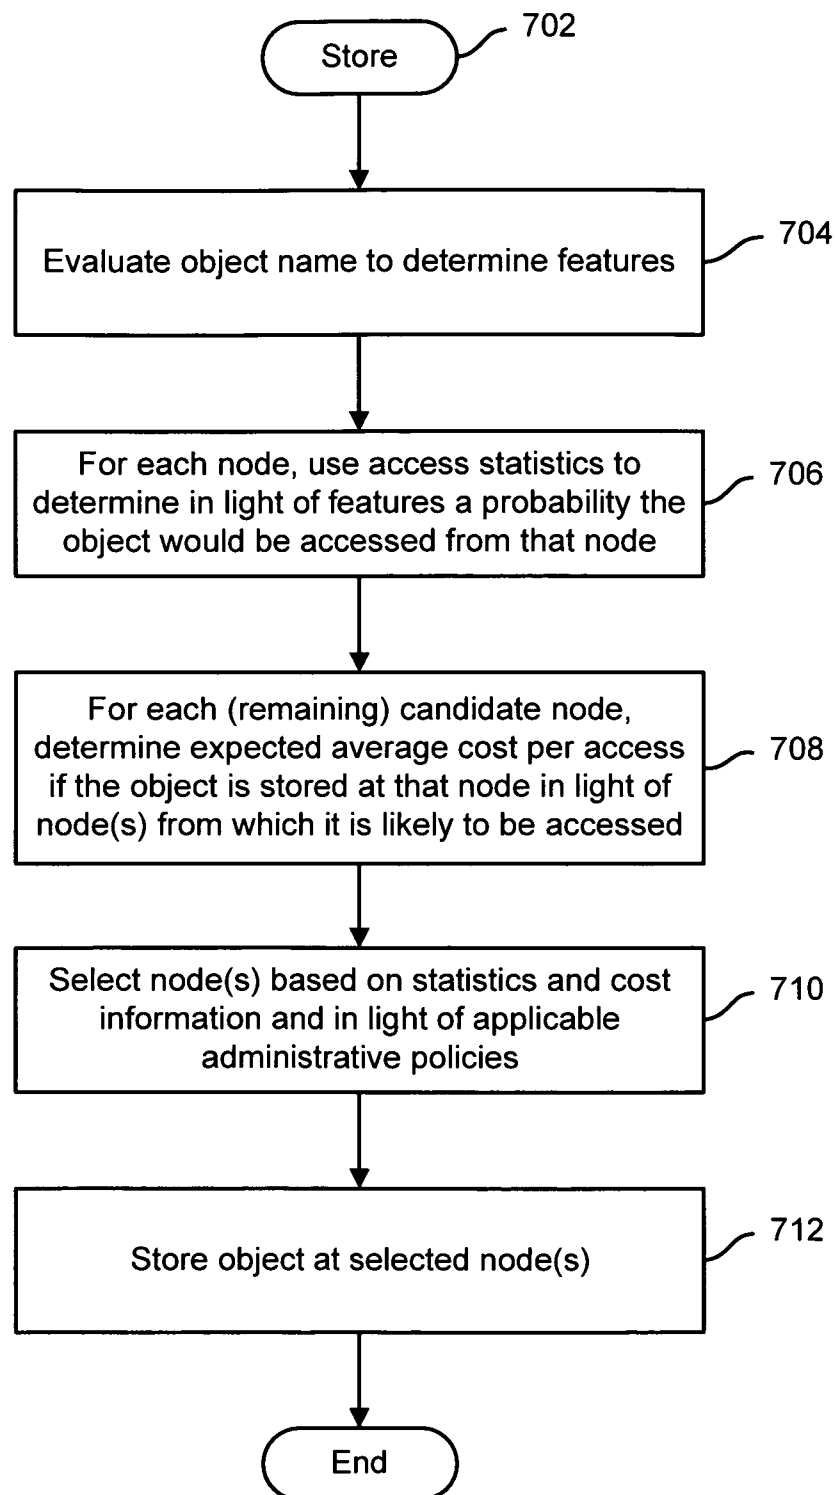 Store
702
Evaluate object name to determine features
704
For each node, use access statistics to
determine in light of features a probability the
object would be accessed from that node
706
For each (remaining) candidate node,
determine expected average cost per access
if the object is stored at that node in light of
node(s) from which it is likely to be accessed
708
Select node(s) based on statistics and cost
information and in light of applicable
administrative policies
710
Store object at selected node(s)
712
End